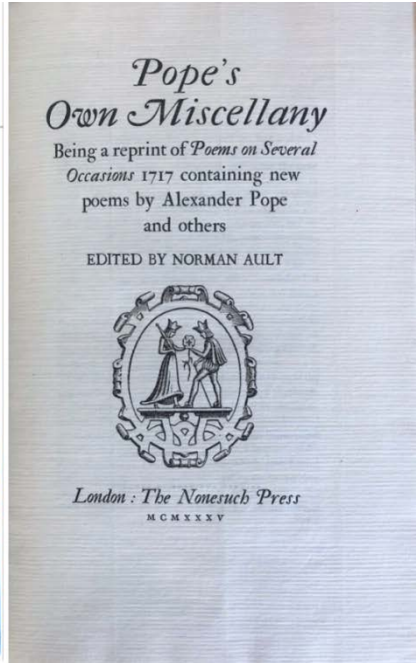 Pope's
Own Miscellany
Being a reprint of Poems on Several
Occasions 1717 containing new
poems by Alexander Pope
and others
EDITED BY NORMAN AULT
London : The Nonesuch Press
MCMXXXV